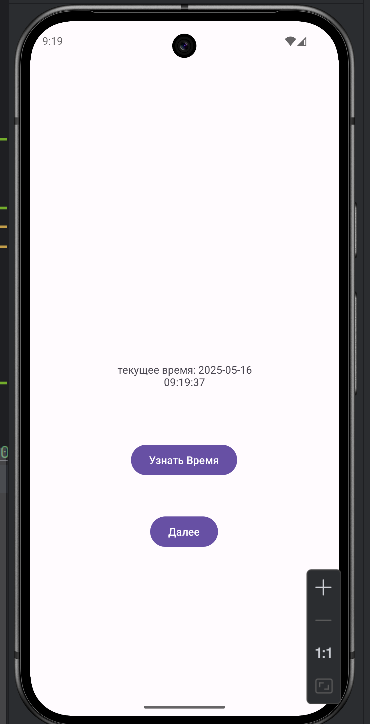 9:19
текущее время: 2025-05-16
09:19:37
Узнать Время
Далее
1:1